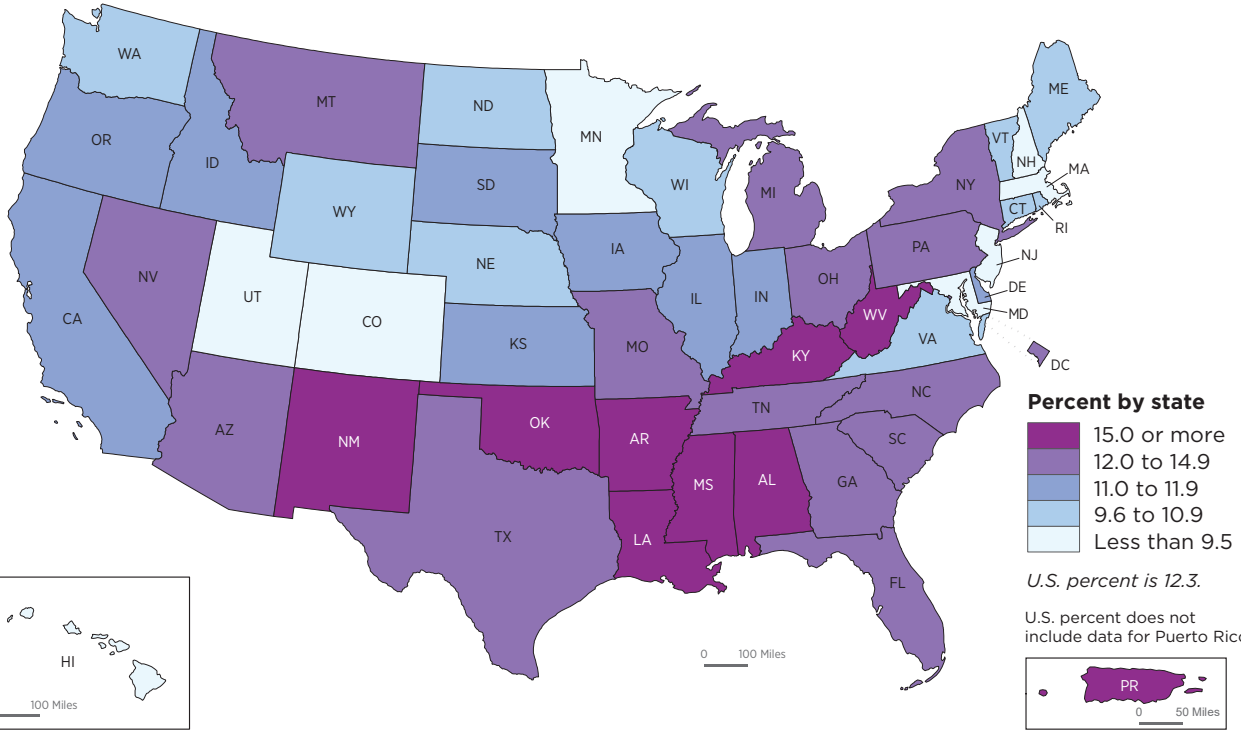 WA
ME
MT
ND
MN
VT
OR
NH
ID
MA
SD
WI
NY
MI
WY
CT
RI
IA
PA
NE
NJ
NV
OH
UT
IL
IN
DE
CO
WV
MD
CA
KS
VA
MO
KY
DC
NC
TN
OK
AZ
NM
AR
SC
MS
AL
GA
TX
LA
FL
HI
100 Miles
0 100 Miles
Percent by state
15.0 or more
12.0 to 14.9
11.0 to 11.9
9.6 to 10.9
Less than 9.5
U.S. percent is 12.3.
U.S. percent does not
include data for Puerto Rico
PR
0 50 Miles